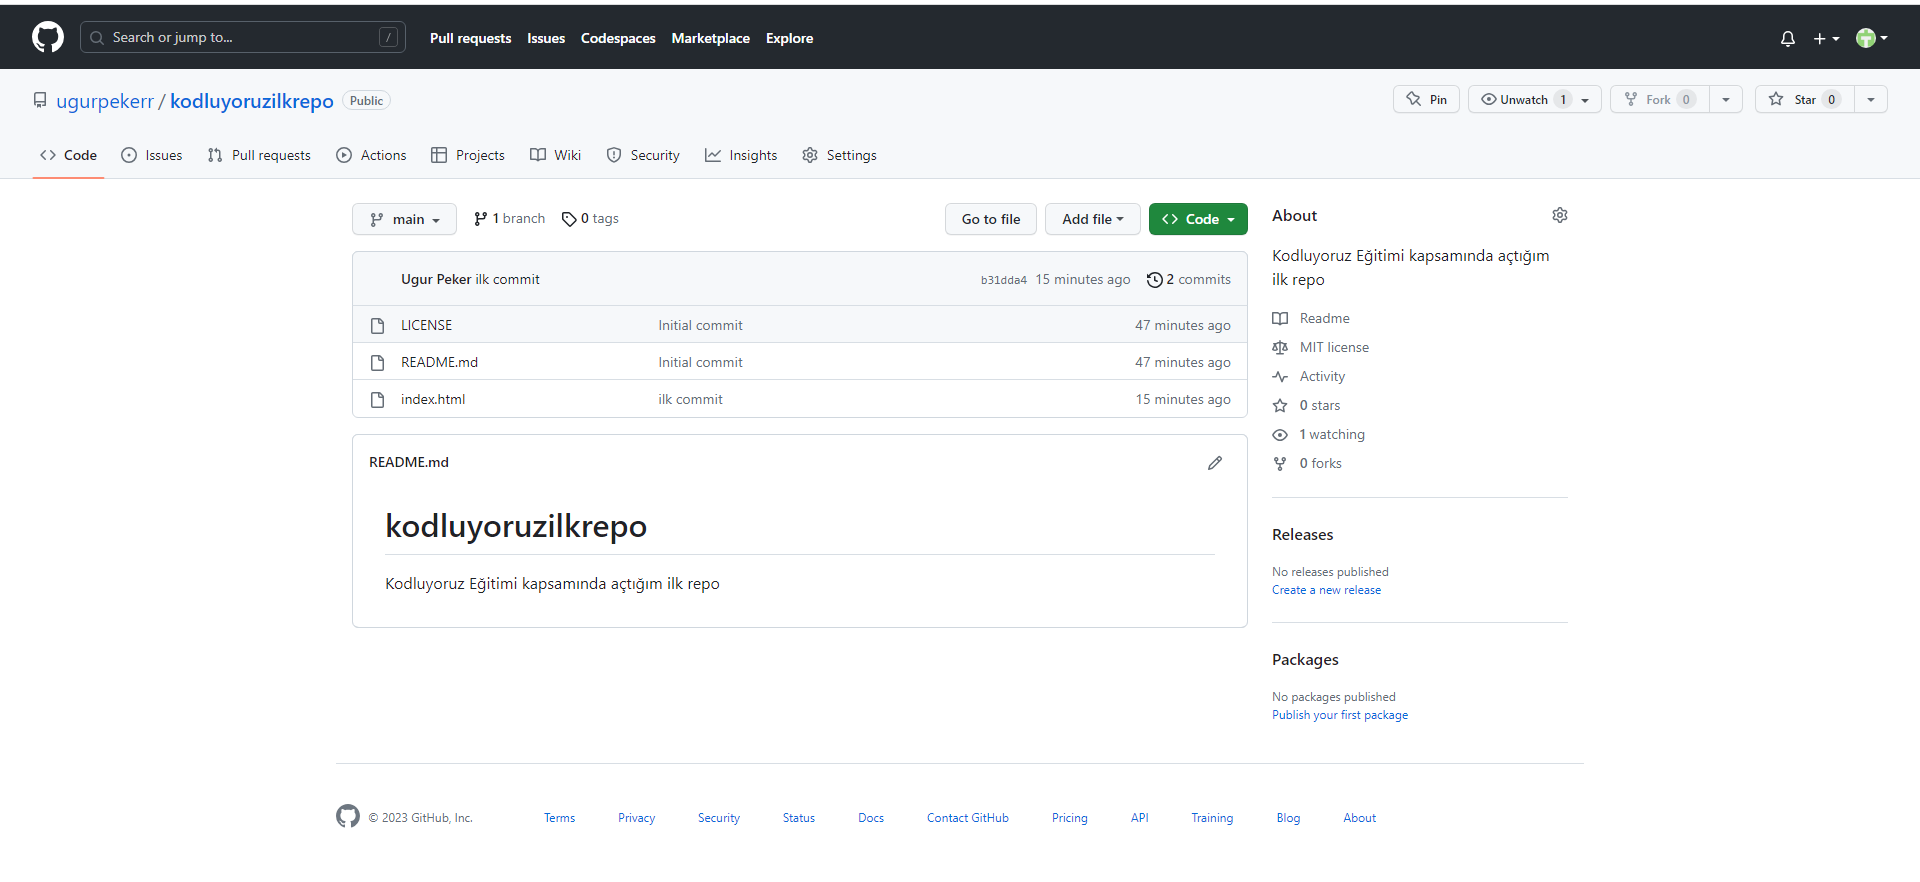 Search or jump to... /
Pull requests Issues Codespaces Marketplace Explore
ugurpekerr / kodluyoruzilkrepo Public
Pin Unwatch 1 Fork 0 Star 0
Code Issues Pull requests Actions Projects Wiki Security Insights Settings
main 1 branch 0 tags Go to file Add file Code
Ugur Peker ilk commit b31dda4 15 minutes ago 2 commits
LICENSE Initial commit 47 minutes ago
README.md Initial commit 47 minutes ago
index.html ilk commit 15 minutes ago
README.md
kodluyoruzilkrepo
Kodluyoruz Eğitimi kapsamında açtığım ilk repo
About
Kodluyoruz Eğitimi kapsamında açtığım
ilk repo
Readme
MIT license
Activity
0 stars
1 watching
0 forks
Releases
No releases published
Create a new release
Packages
No packages published
Publish your first package
© 2023 GitHub, Inc. Terms Privacy Security Status Docs Contact GitHub Pricing API Training Blog About